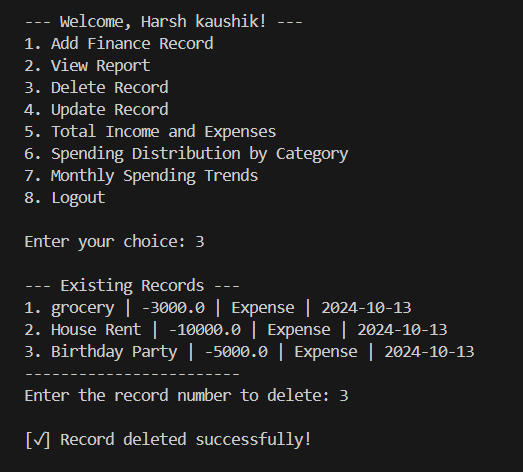 --- Welcome, Harsh kaushik! ---
1. Add Finance Record
2. View Report
3. Delete Record
4. Update Record
5. Total Income and Expenses
6. Spending Distribution by Category
7. Monthly Spending Trends
8. Logout
Enter your choice: 3
--- Existing Records ---
1. grocery | -3000.0 | Expense | 2024-10-13
2. House Rent | -10000.0 | Expense | 2024-10-13
3. Birthday Party | -5000.0 | Expense | 2024-10-13
------------------------
Enter the record number to delete: 3
[✓] Record deleted successfully!